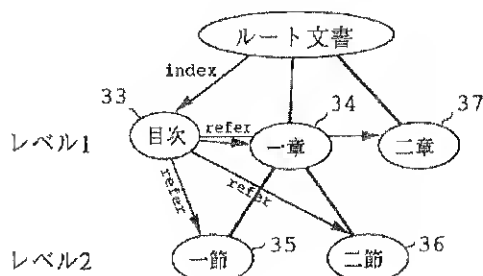 ルート文書
index
33
34
37
レベル1
目次
refer
一章
二章
refer
refer
レベル2
一節
35
二節
36